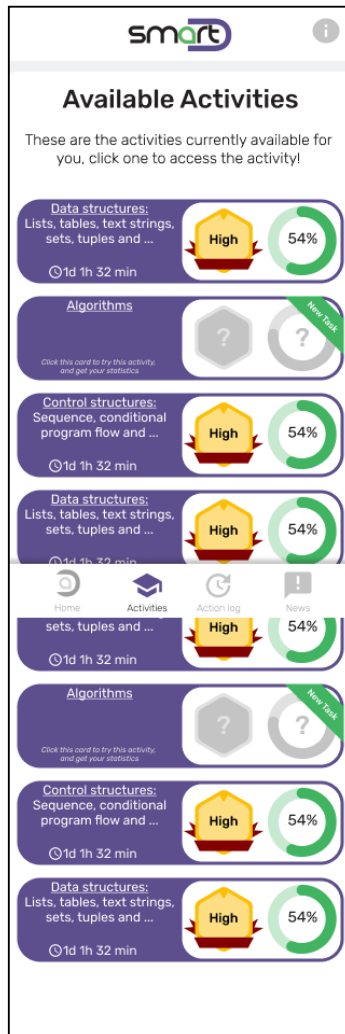 smart
i
Available Activities
These are the activities currently available for
you, click one to access the activity!
Data structures:
Lists, tables, text strings,
sets, tuples and ...
1d 1h 32 min
High
54%
Algorithms
Click this card to try this activity,
and get your statistics
?
?
New Task
Control structures:
Sequence, conditional
program flow and ...
1d 1h 32 min
High
54%
Data structures:
Lists, tables, text strings,
sets, tuples and ...
1d 1h 32 min
High
54%
Home
Activities
Action log
News
sets, tuples and ...
1d 1h 32 min
High
54%
Algorithms
Click this card to try this activity,
and get your statistics
?
?
New Task
Control structures:
Sequence, conditional
program flow and ...
1d 1h 32 min
High
54%
Data structures:
Lists, tables, text strings,
sets, tuples and ...
1d 1h 32 min
High
54%